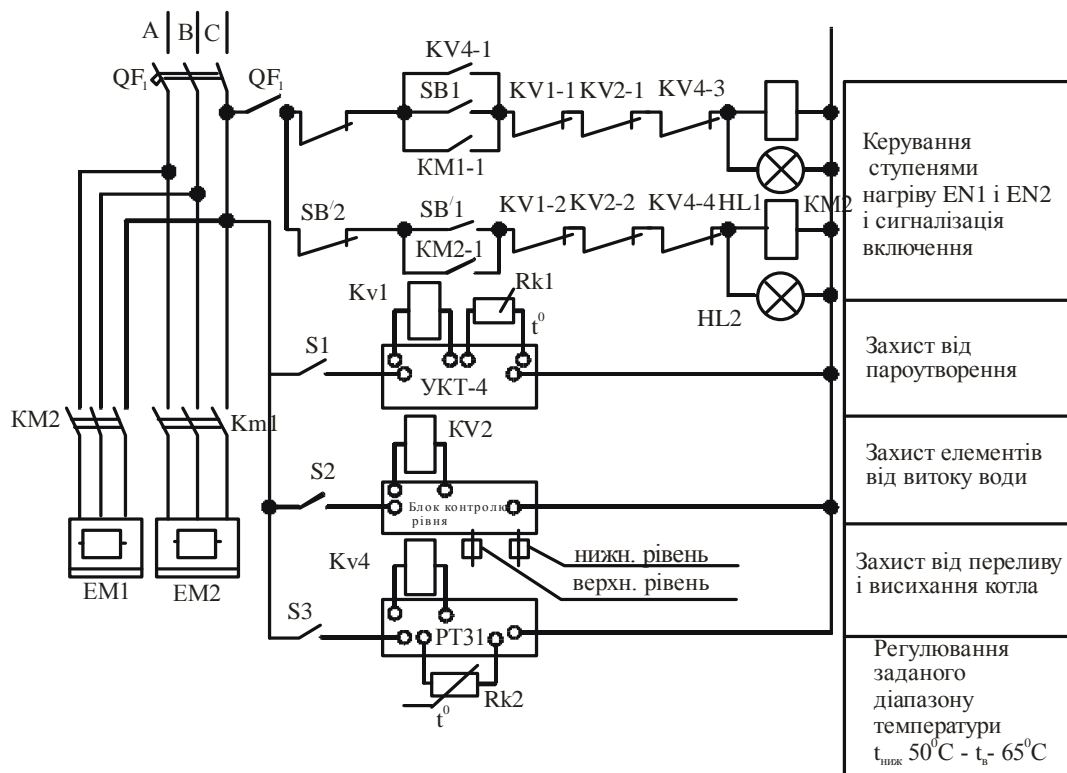 A B C
QF₁
QF₁
KV4-1
SB1
KM1-1
KV1-1 KV2-1 KV4-3
SB/2
SB/1
KM2-1
KV1-2 KV2-2 KV4-4 HL1 KM2
HL2
Kv1
Rk1
t⁰
S1
УКТ-4
KM2
Km1
KV2
S2
Блок контролю
рівня
нижн. рівень
верхн. рівень
EM1 EM2
Kv4
S3
РТ31
t⁰
Rk2
Керування
ступенями
нагріву EN1 і EN2
і сигналізація
включення
Захист від
пароутворення
Захист елементів
від витоку води
Захист від переливу
і висихання котла
Регулювання
заданого
діапазону
температури
tниж 50⁰C - tв- 65⁰C